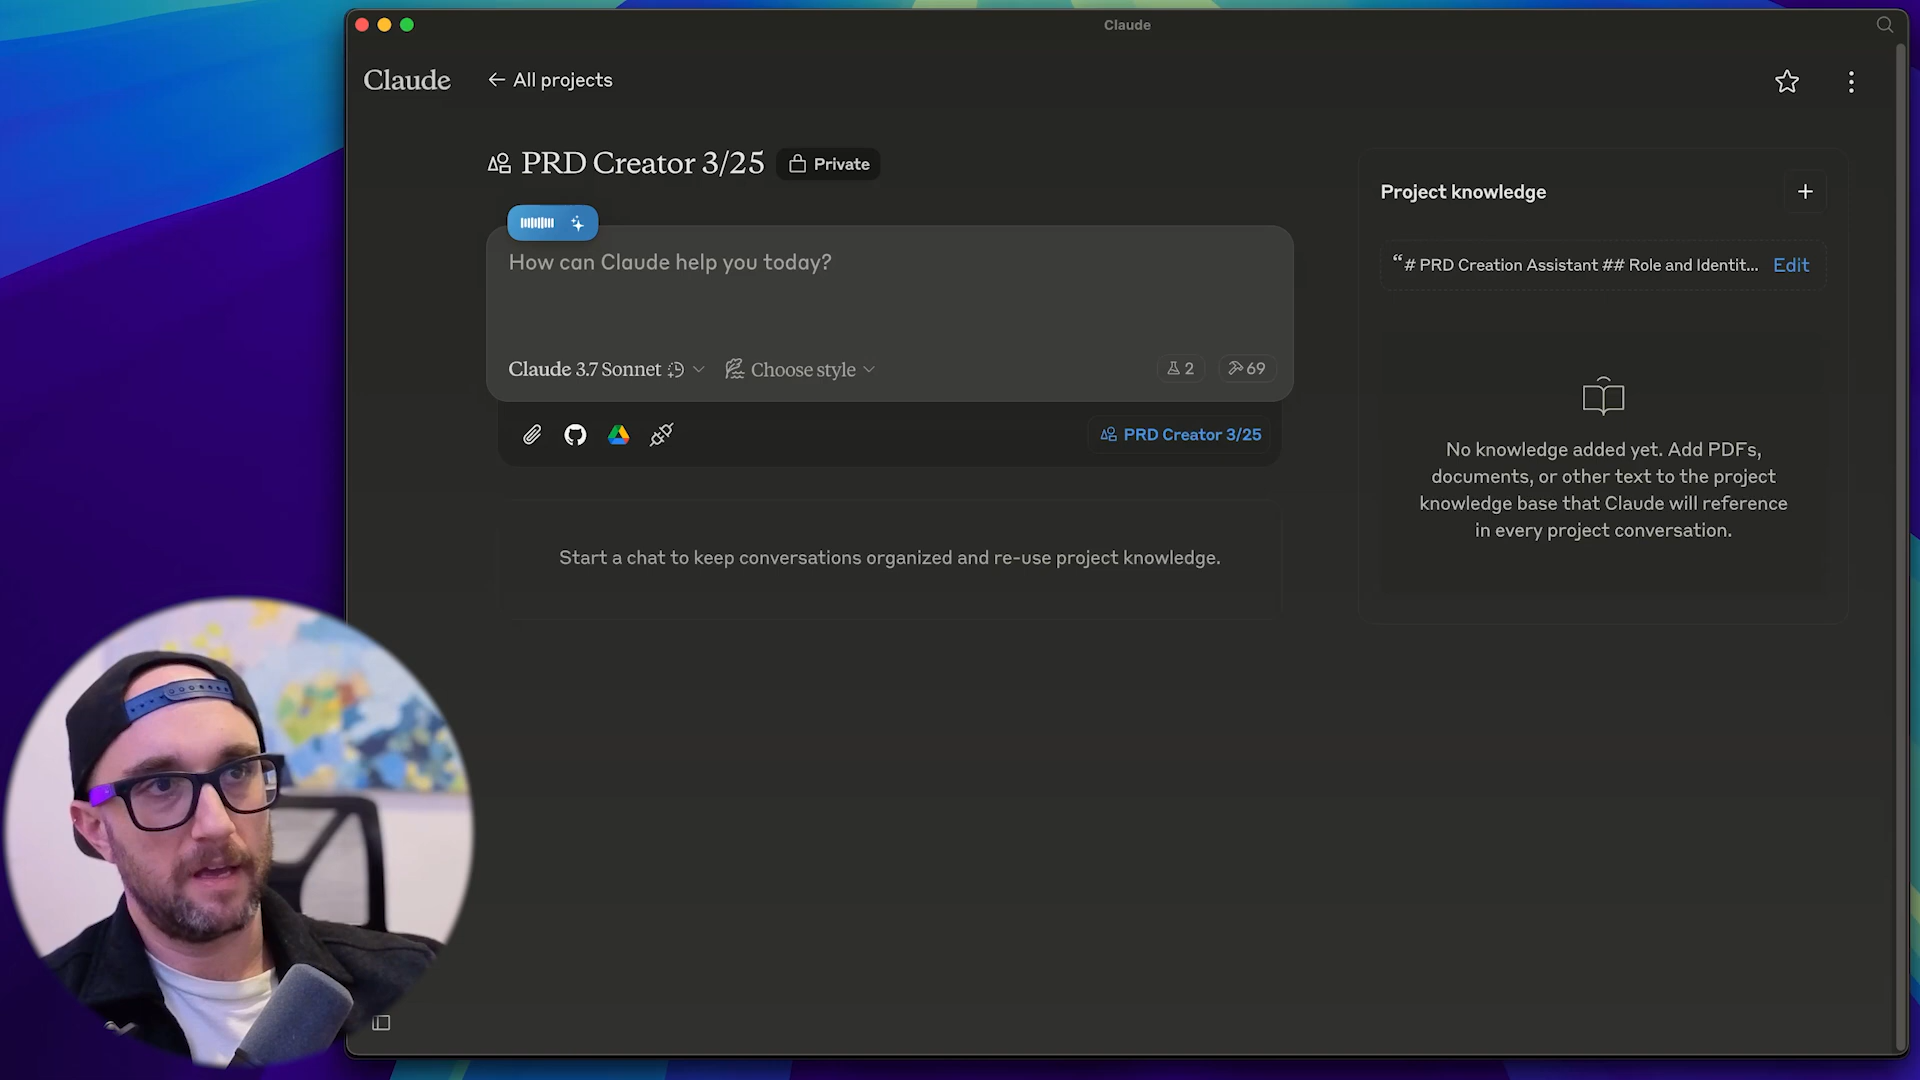 Claude
Claude
← All projects
PRD Creator 3/25
Private
Project knowledge
How can Claude help you today?
“# PRD Creation Assistant ## Role and Identit...
Edit
Claude 3.7 Sonnet
Choose style
2
69
PRD Creator 3/25
No knowledge added yet. Add PDFs,
documents, or other text to the project
knowledge base that Claude will reference
in every project conversation.
Start a chat to keep conversations organized and re-use project knowledge.